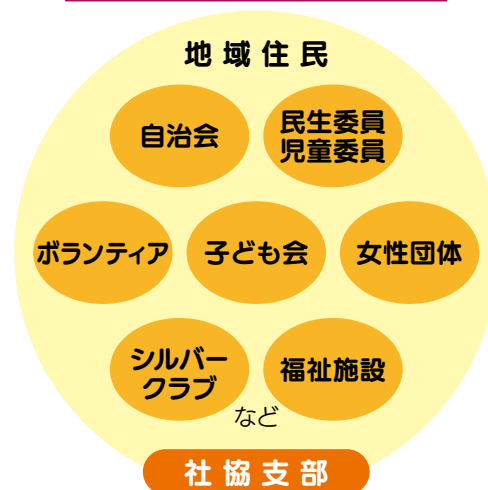 地域住民
自治会
民生委員
児童委員
ボランティア
子ども会
女性団体
シルバー
クラブ
福祉施設
など
社協支部